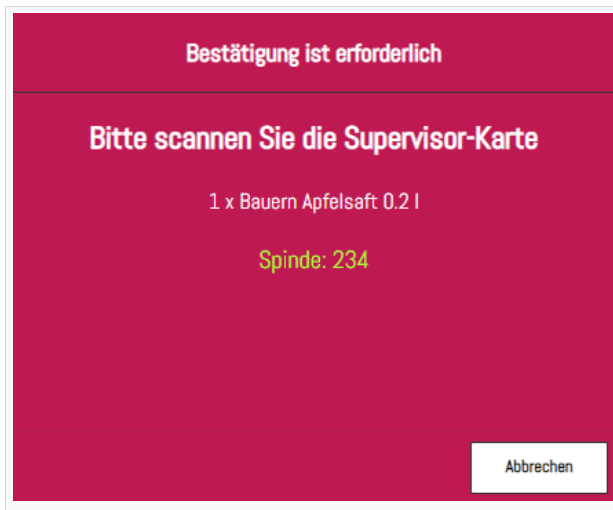 Bestätigung ist erforderlich
Bitte scannen Sie die Supervisor-Karte
1 x Bauern Apfelsaft 0.2 l
Spinde: 234
Abbrechen